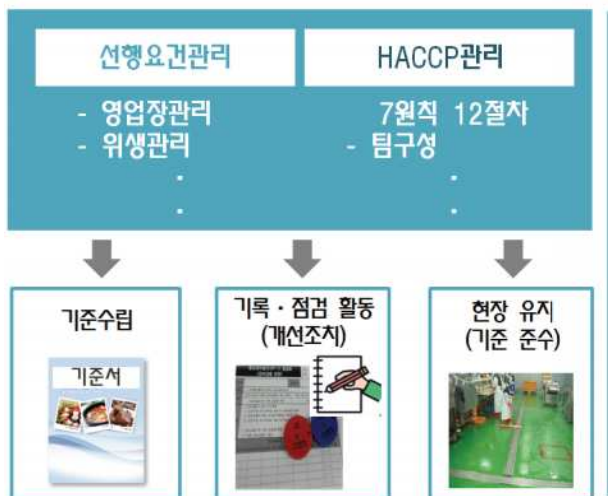 선행요건관리
HACCP관리
- 영업장관리
- 위생관리
7원칙 12절차
- 팀구성
기준수립
기준서
기록 · 점검 활동
(개선조치)
현장 유지
(기준 준수)